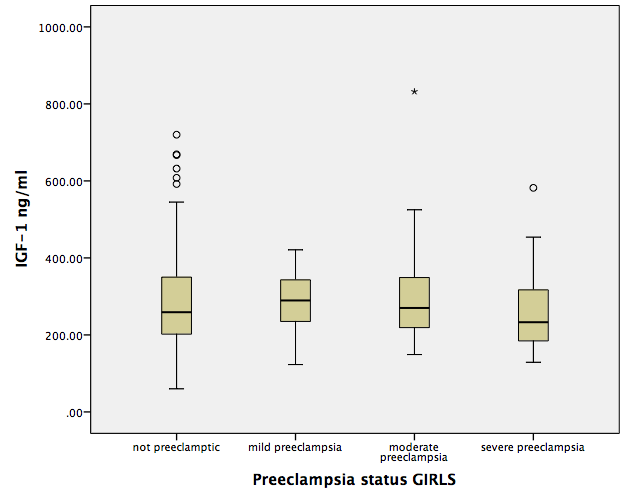 1000.00
800.00
600.00
400.00
200.00
.00
IGF-1 ng/ml
not preeclamptic
mild preeclampsia
moderate
preeclampsia
severe preeclampsia
Preeclampsia status GIRLS